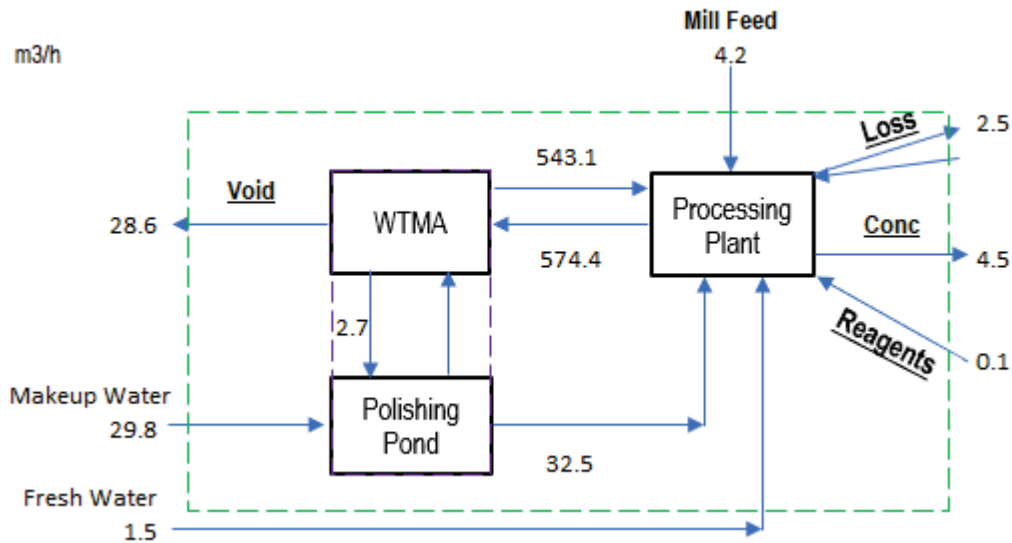 Mill Feed
m3/h
4.2
Loss
2.5
543.1
Void
WTMA
Processing
Plant
Conc
28.6
574.4
4.5
2.7
Reagents
0.1
Makeup Water
29.8
Polishing
Pond
32.5
Fresh Water
1.5